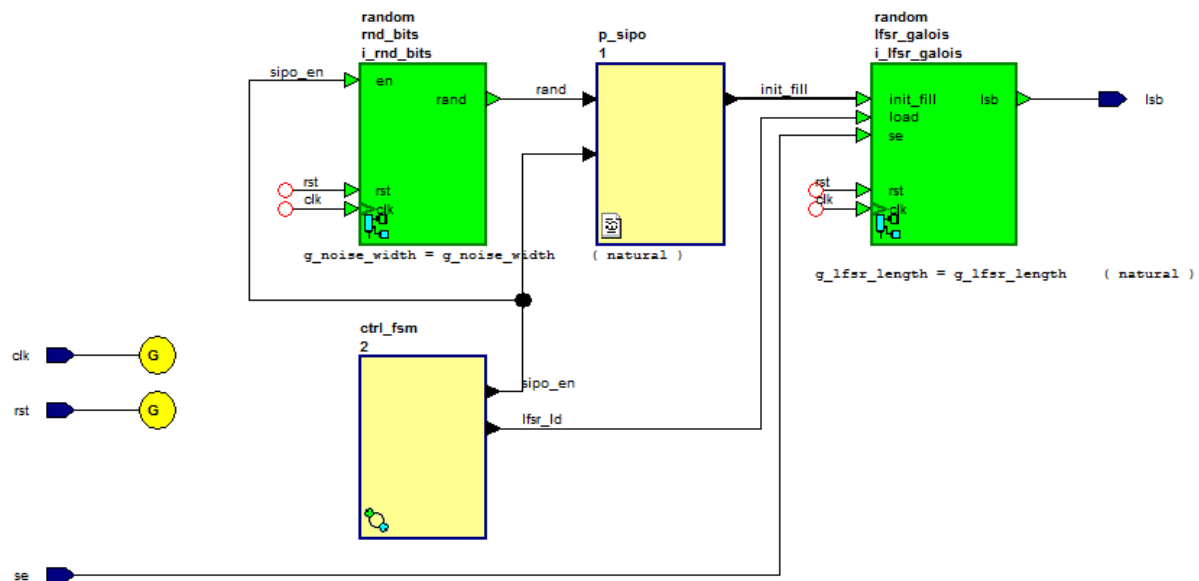 random
rnd_bits
i_rnd_bits
p_sipo
1
random
lfsr_galois
i_lfsr_galois
sipo_en
en
rand
rand
init_fill
init_fill
lsb
lsb
load
se
rst
rst
clk
clk
rst
rst
clk
clk
g_noise_width = g_noise_width ( natural )
g_lfsr_length = g_lfsr_length ( natural )
ctrl_fsm
2
clk
G
sipo_en
rst
G
lfsr_ld
se